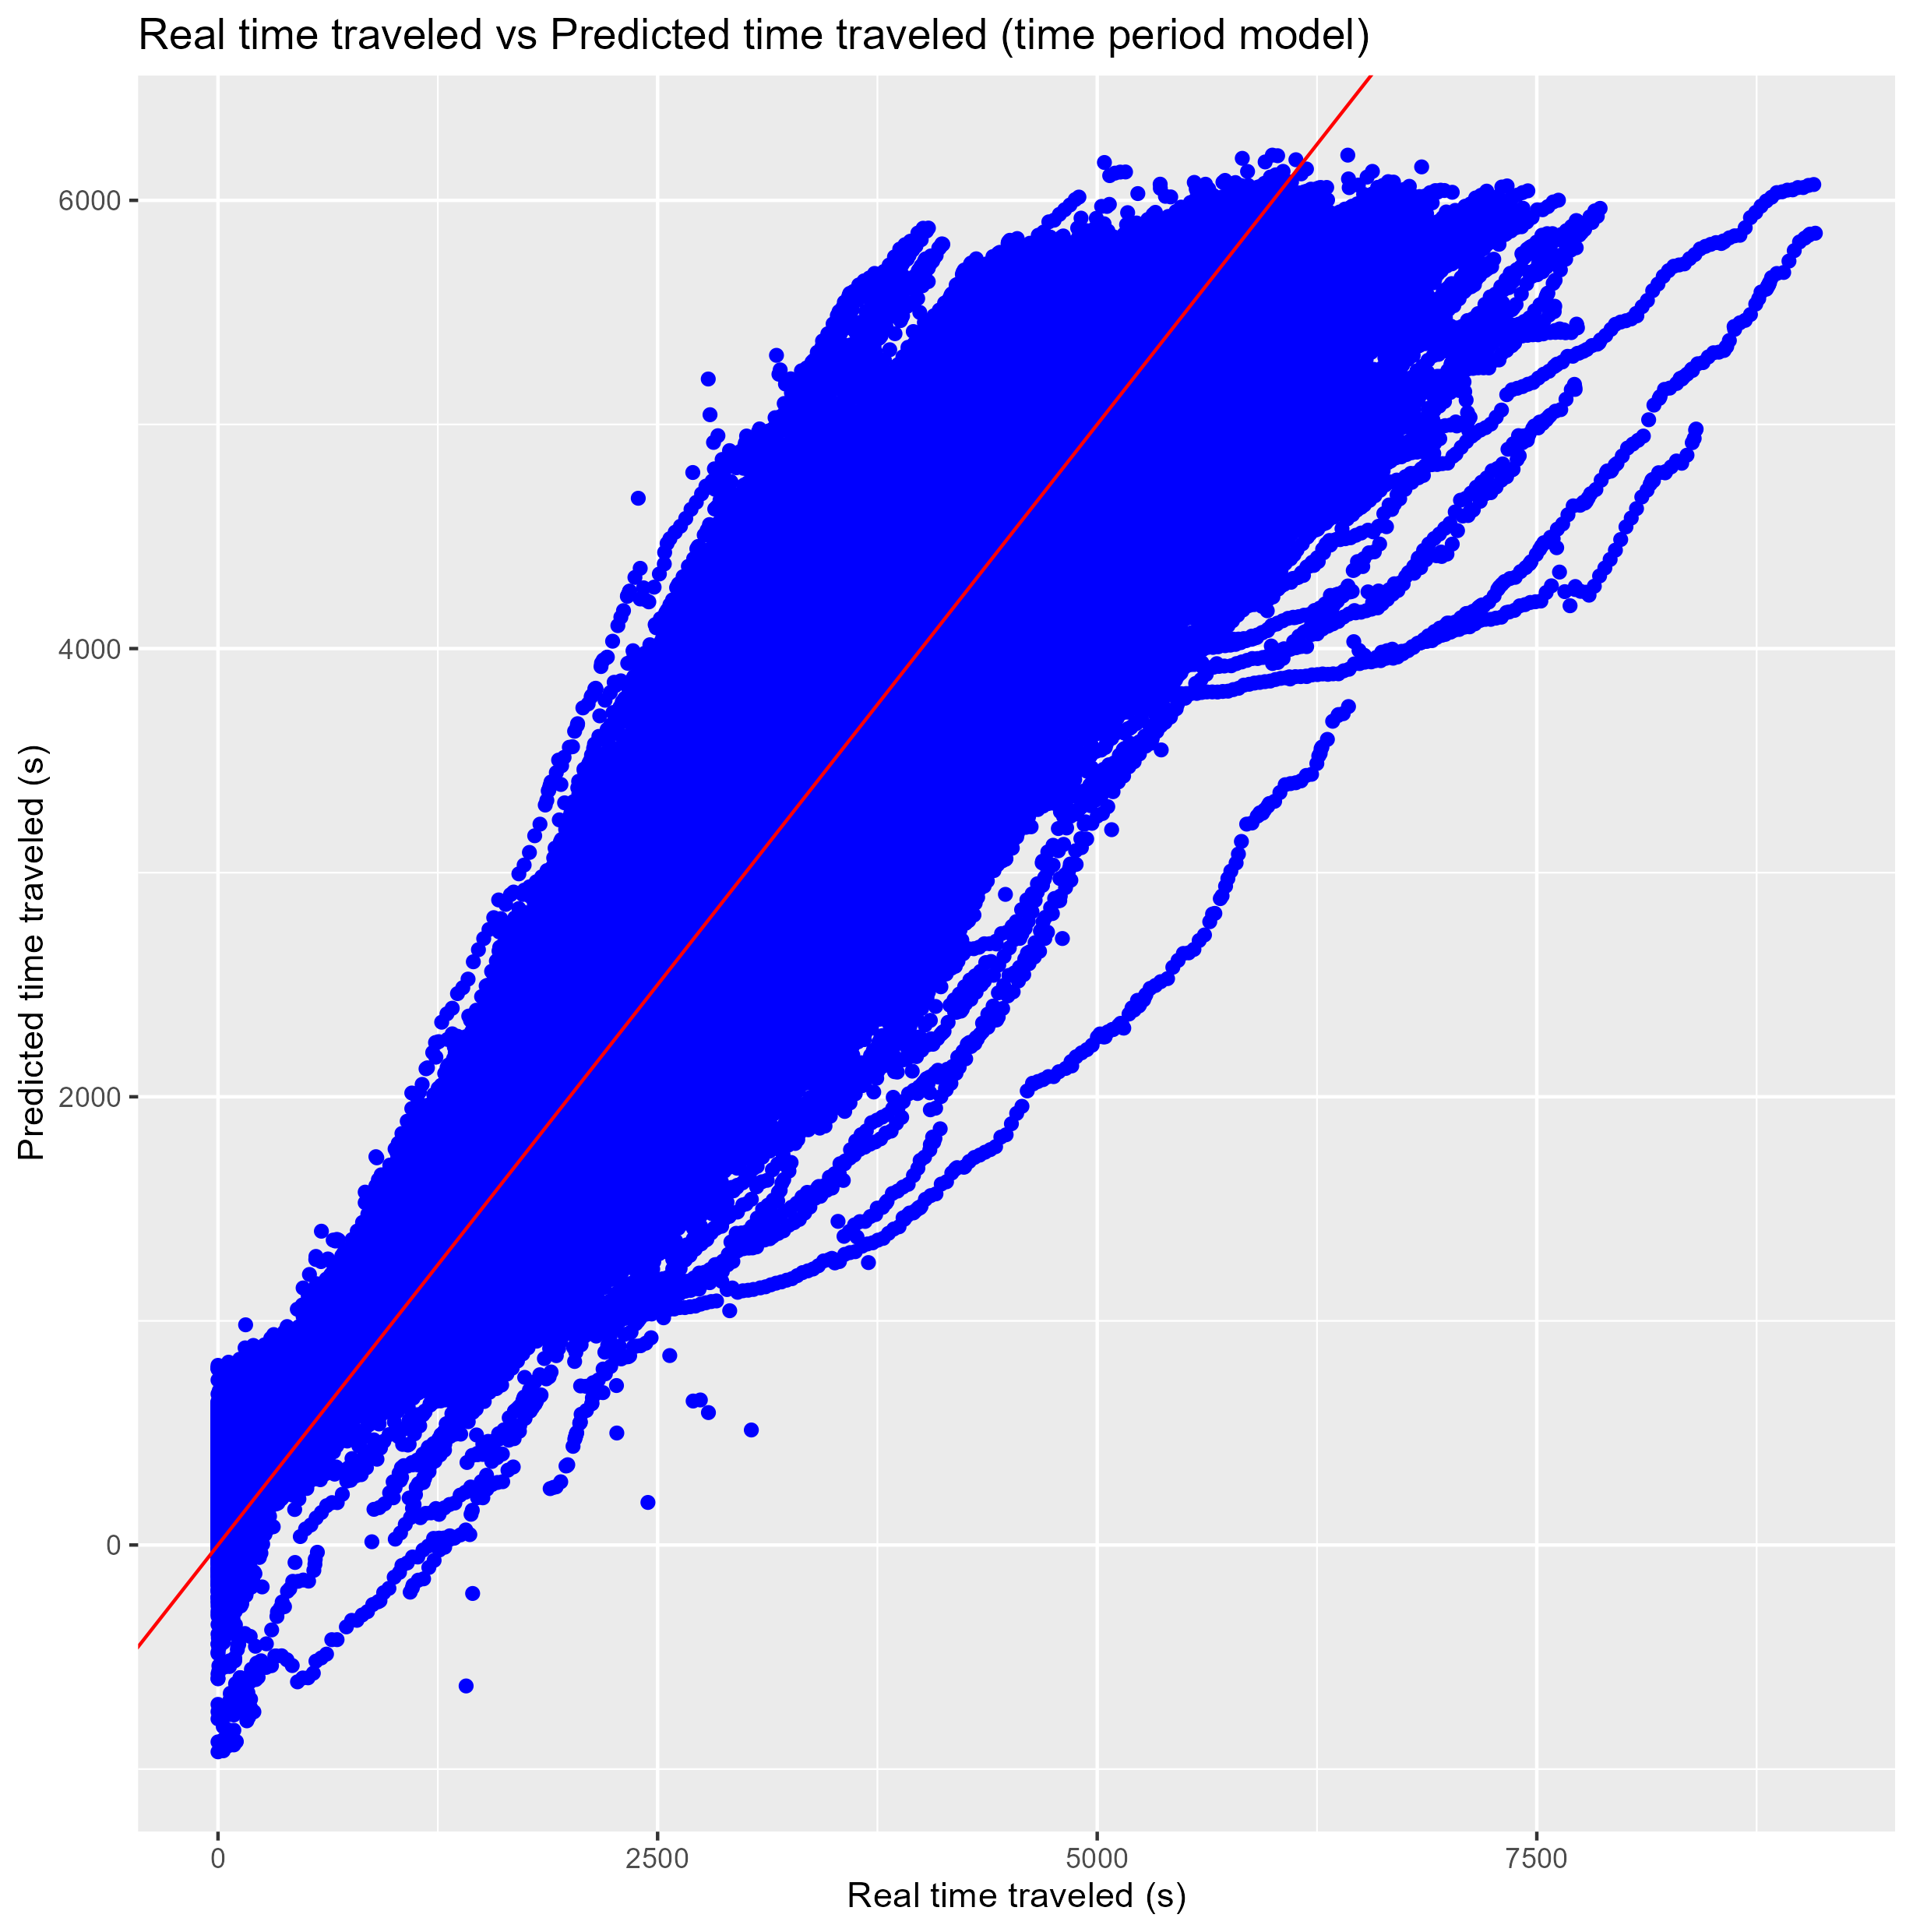 Real time traveled vs Predicted time traveled (time period model)
Predicted time traveled (s)
6000
4000
2000
0
0 2500 5000 7500
Real time traveled (s)